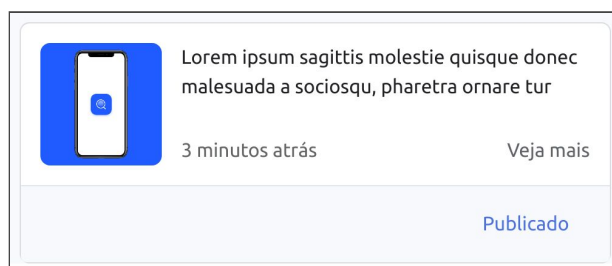 Lorem ipsum sagittis molestie quisque donec
malesuada a sociosqu, pharetra ornare tur
3 minutos atrás Veja mais
Publicado